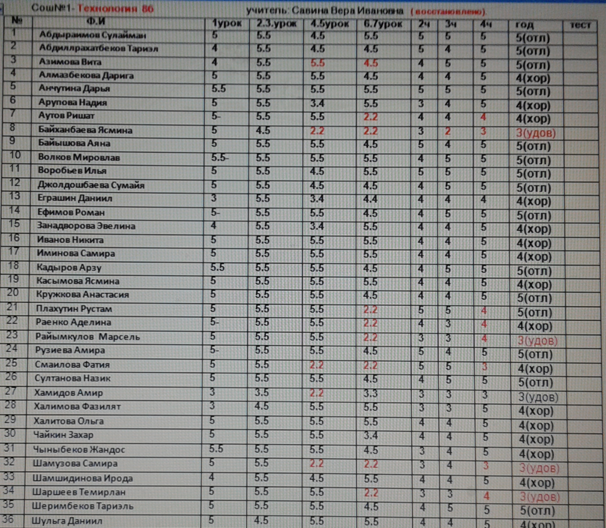 Сош№1- Технология 8б учитель: Савина Вера Ивановна (восстановлено)
№ Ф.И 1урок 2.3.урок 4.5урок 6.7урок 2ч 3ч 4ч год тест
1 Абдыраимов Сулайман 5 5.5 4.5 5.5 5 5 5 5(отл)
2 Абдиллрахатбеков Тариэл 4 5.5 4.5 4.5 5 4 5 5(отл)
3 Азимова Вита 4 5.5 5.5 4.5 4 5 5 5(отл)
4 Алмазбекова Дарига 5 5.5 5.5 4.5 4 4 5 4(хор)
5 Анчутина Дарья 5.5 5.5 5.5 5.5 5 5 5 5(отл)
6 Арупова Надия 5 5.5 3.4 5.5 3 4 5 4(хор)
7 Аутов Ришат 5- 5.5 5.5 2.2 4 4 4 4(хор)
8 Байханбаева Ясмина 5 4.5 2.2 2.2 3 2 3 3(удов)
9 Байышова Аяна 5 5.5 5.5 4.5 5 4 5 5(отл)
10 Волков Мировлав 5.5- 5.5 5.5 5.5 4 5 5 5(отл)
11 Воробьев Илья 5 5.5 4.5 4.5 4 5 5 5(отл)
12 Джолдошбаева Сумайя 5 5.5 4.5 5.5 4 5 5 5(отл)
13 Еграшин Даниил 3 5.5 3.4 4.4 4 4 4 4(хор)
14 Ефимов Роман 5- 5.5 5.5 4.5 4 5 5 5(отл)
15 Занадворова Эвелина 4 5.5 3.4 5.5 4 4 5 4(хор)
16 Иванов Никита 5 5.5 5.5 5.5 4 4 5 4(хор)
17 Иминова Самира 5 5.5 5.5 5.5 4 4 5 4(хор)
18 Кадыров Арзу 5.5 5.5 5.5 4.5 4 5 5 5(отл)
19 Касымова Ясмина 5 5.5 5.5 5.5 4 4 5 4(хор)
20 Кружкова Анастасия 5 5.5 5.5 4.5 4 4 5 5(отл)
21 Плахутин Рустам 5 5.5 5.5 2.2 5 5 4 5(отл)
22 Раенко Аделина 5- 5.5 5.5 2.2 4 3 4 4(хор)
23 Райымкулов Марсель 5 5.5 5.5 2.2 3 3 4 3(удов)
24 Рузиева Амира 5- 5.5 5.5 4.5 5 4 5 5(отл)
25 Смаилова Фатия 5 5.5 2.2 2.2 5 5 3 4(хор)
26 Султанова Назик 5 5.5 5.5 4.5 4 5 5 5(отл)
27 Хамидов Амир 3 3.5 2.2 3.3 3 3 3 3(удов)
28 Халимова Фазилят 3 4.5 5.5 5.5 3 4 5 4(хор)
29 Халитова Ольга 5 5.5 5.5 5.5 4 4 5 4(хор)
30 Чайкин Захар 5 5.5 5.5 3.4 4 4 5 4(хор)
31 Чыныбеков Жандос 5.5 5.5 5.5 4.5 3 4 5 4(хор)
32 Шамузова Самира 5 5.5 2.2 2.2 3 4 3 3(удов)
33 Шамшидинова Ирода 4 5.5 4.5 5.5 4 4 5 4(хор)
34 Шаршеев Темирлан 5 5.5 5.5 2.2 3 3 4 3(удов)
35 Шеримбеков Тариэль 5 5.5 5.5 4.5 4 5 5 5(отл)
36 Шульга Даниил 5 4.5 5.5 5.5 2 4 5 4(хор)